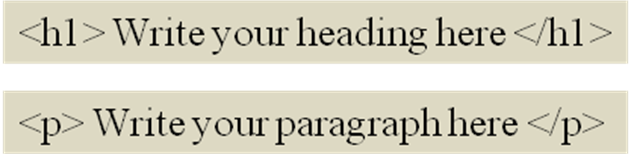 <h1> Write your heading here </h1>
<p> Write your paragraph here </p>